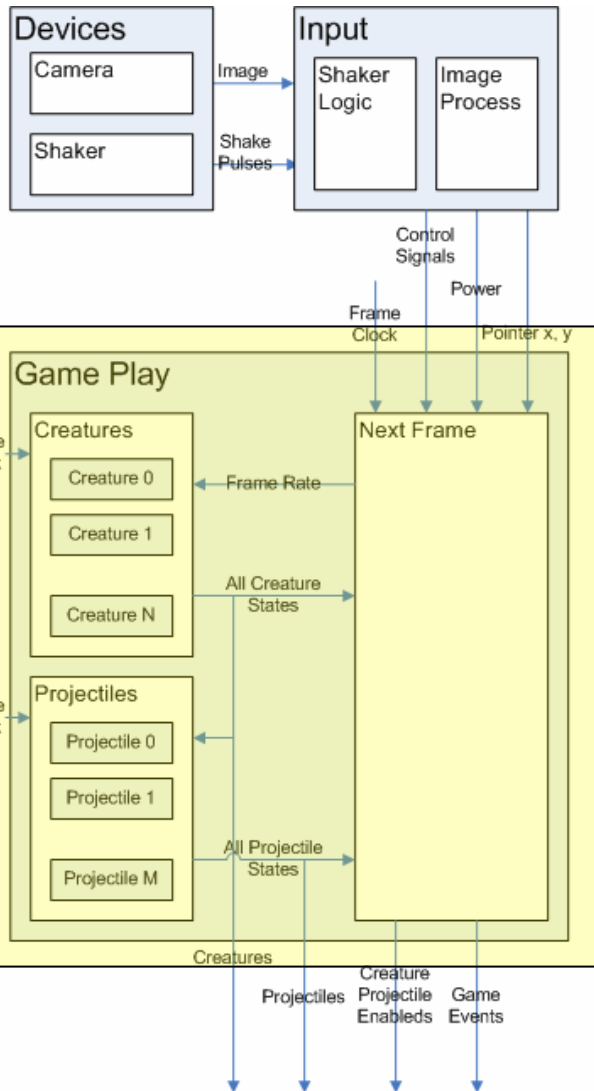 Devices
Camera
Shaker
Image
Shake
Pulses
Input
Shaker
Logic
Image
Process
Control
Signals
Power
Frame
Clock
Pointer x, y
Game Play
Creatures
Creature 0
Creature 1
Creature N
Frame Rate
All Creature
States
Next Frame
Projectiles
Projectile 0
Projectile 1
Projectile M
All Projectile
States
Creatures
Projectiles
Creature
Projectile
Enableds
Game
Events